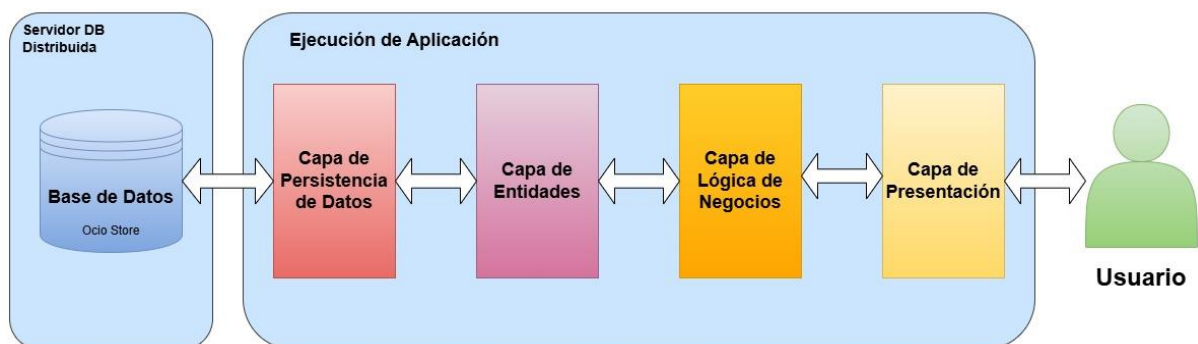 Servidor DB
Distribuida
Ejecución de Aplicación
Base de Datos
Ocio Store
Capa de
Persistencia
de Datos
Capa de
Entidades
Capa de
Lógica de
Negocios
Capa de
Presentación
Usuario